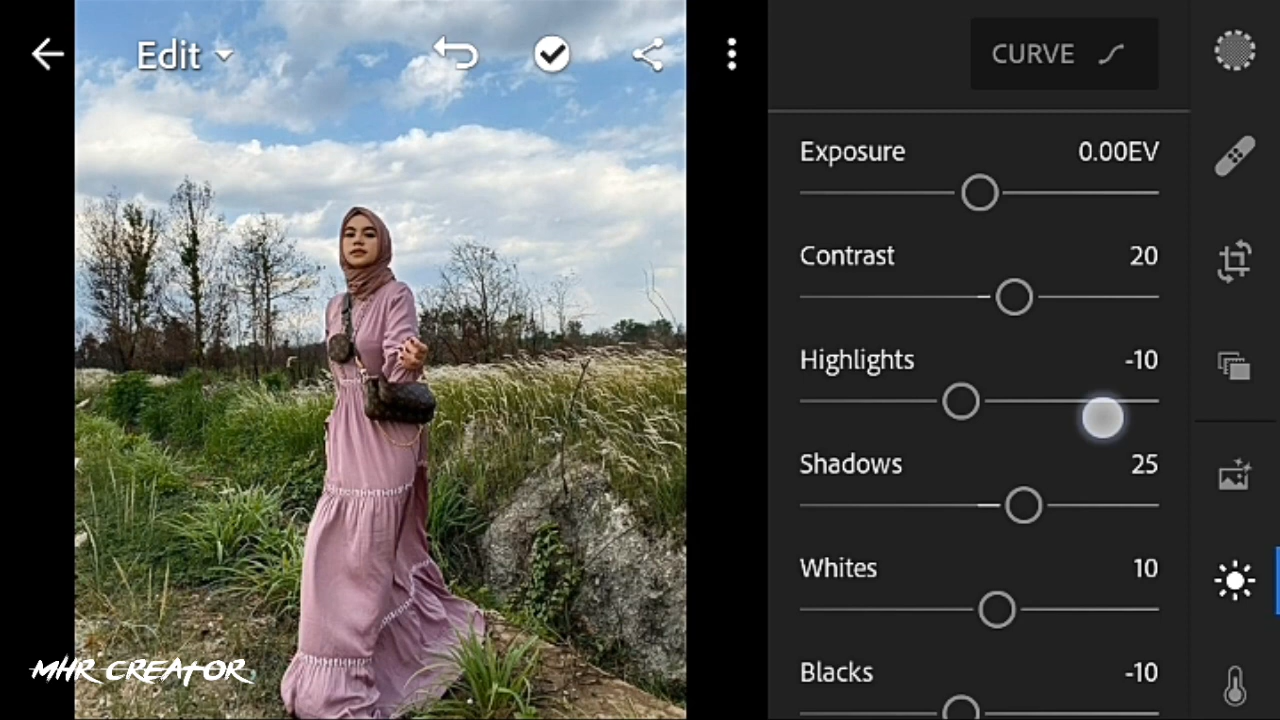 Edit
CURVE
Exposure 0.00EV
Contrast 20
Highlights -10
Shadows 25
Whites 10
Blacks -10
MHR CREATOR